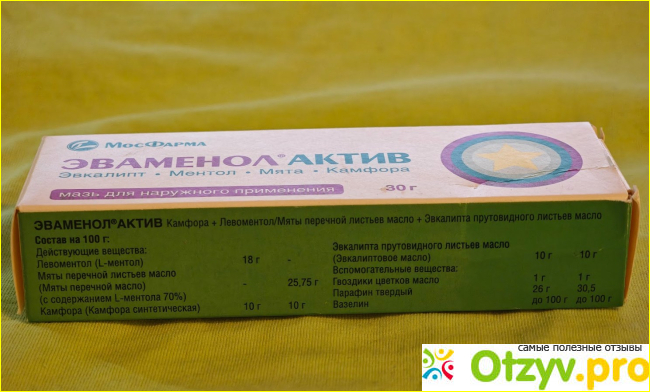 МосФарма
ЭВАМЕНОЛ® АКТИВ
Эвкалипт • Ментол • Мята • Камфора
мазь для наружного применения
30 г
ЭВАМЕНОЛ®АКТИВ Камфора + Левоментол/Мяты перечной листьев масло + Эвкалипта прутовидного листьев масло
Состав на 100 г:
Действующие вещества:
Левоментол (L-ментол) 18 г -
Мяты перечной листьев масло
(Мяты перечной масло) - 25,75 г
(с содержанием L-ментола 70%)
Камфора (Камфора синтетическая) 10 г 10 г
Эвкалипта прутовидного листьев масло
(Эвкалиптовое масло) 10 г 10 г
Вспомогательные вещества:
Гвоздики цветков масло 1 г 1 г
Парафин твердый 26 г 30,5
Вазелин до 100 г до 100 г
самые полезные отзывы
Otzyv.pro